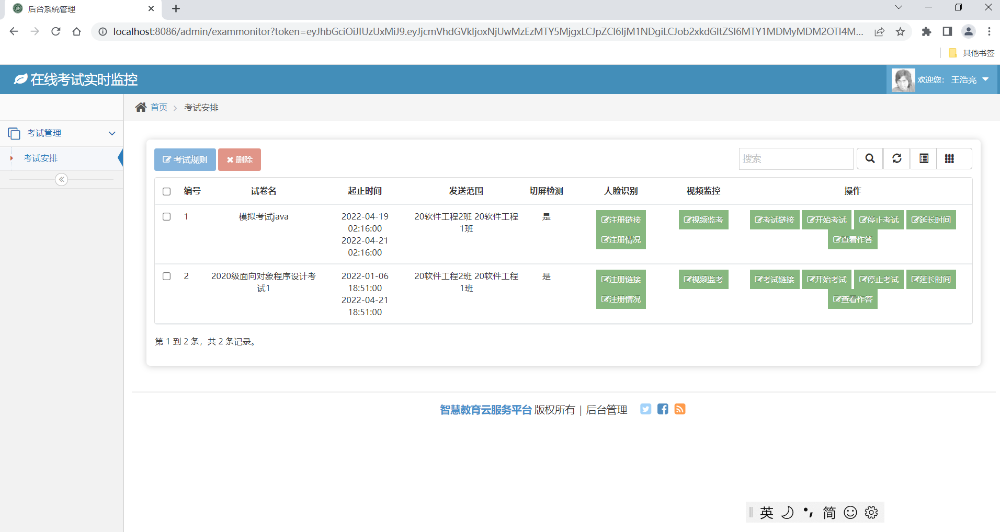 后台系统管理
localhost:8086/admin/exammonitor?token=eyJhbGciOiJIUzUxMiJ9.eyJjcmVhdGVkIjoxNjUwMzEzMTY5MjgxLCJpZCI6IjM1NDgiLCJob2xkdGltZSI6MTY1MDMyMDM2OTI4M...
其他书签
在线考试实时监控
欢迎您: 王浩亮
首页 > 考试安排
考试管理
考试安排
考试规则 删除 搜索
编号 试卷名 起止时间 发送范围 切屏检测 人脸识别 视频监控 操作
1 模拟考试java 2022-04-19 20软件工程2班 20软件工程 是 注册链接 视频监考 考试链接 开始考试 停止考试 延长时间
02:16:00 1班
2022-04-21 注册情况 查看作答
02:16:00
2 2020级面向对象程序设计考 2022-01-06 20软件工程2班 20软件工程 是 注册链接 视频监考 考试链接 开始考试 停止考试 延长时间
试1 18:51:00 1班
2022-04-21 注册情况 查看作答
18:51:00
第 1 到 2 条，共 2 条记录。
智慧教育云服务平台 版权所有 | 后台管理
英 简